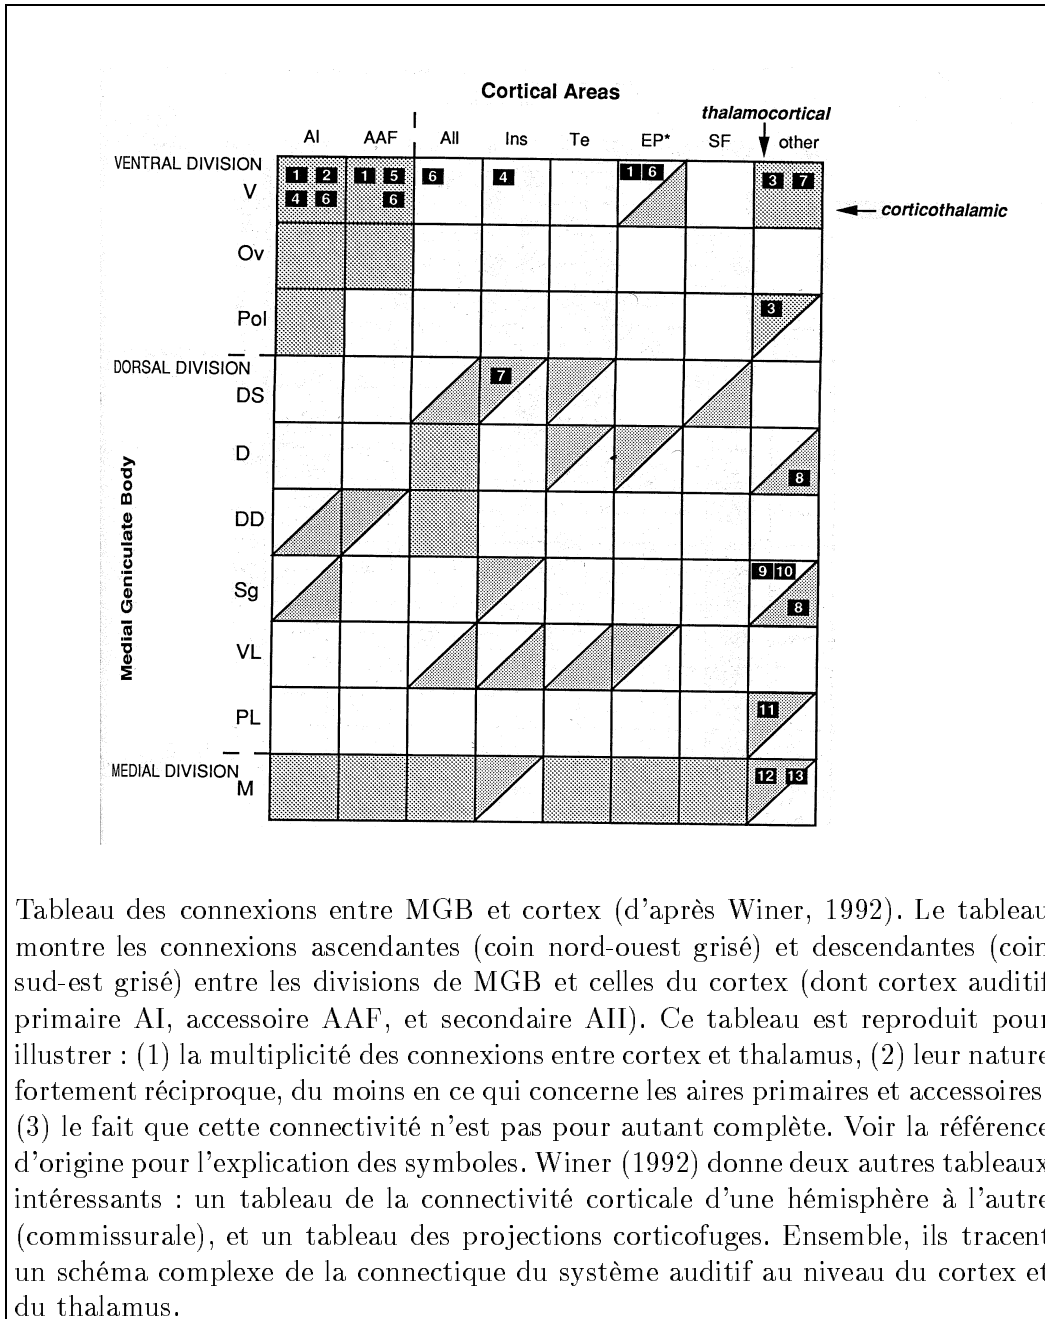 Cortical Areas
thalamocortical
AI AAF AII Ins Te EP* SF other
VENTRAL DIVISION
V 1 2 1 5 6 4 1 6 3 7
4 6 6
corticothalamic
Ov
Pol 3
DORSAL DIVISION
DS 7
D 8
Medial Geniculate Body
DD
Sg 9 10
8
VL
PL 11
MEDIAL DIVISION
M 12 13
Tableau des connexions entre MGB et cortex (d'après Winer, 1992). Le tableau
montre les connexions ascendantes (coin nord-ouest grisé) et descendantes (coin
sud-est grisé) entre les divisions de MGB et celles du cortex (dont cortex auditif
primaire AI, accessoire AAF, et secondaire AII). Ce tableau est reproduit pour
illustrer : (1) la multiplicité des connexions entre cortex et thalamus, (2) leur nature
fortement réciproque, du moins en ce qui concerne les aires primaires et accessoires
(3) le fait que cette connectivité n'est pas pour autant complète. Voir la référence
d'origine pour l'explication des symboles. Winer (1992) donne deux autres tableaux
intéressants : un tableau de la connectivité corticale d'une hémisphère à l'autre
(commissurale), et un tableau des projections corticofuges. Ensemble, ils tracent
un schéma complexe de la connectique du système auditif au niveau du cortex et
du thalamus.